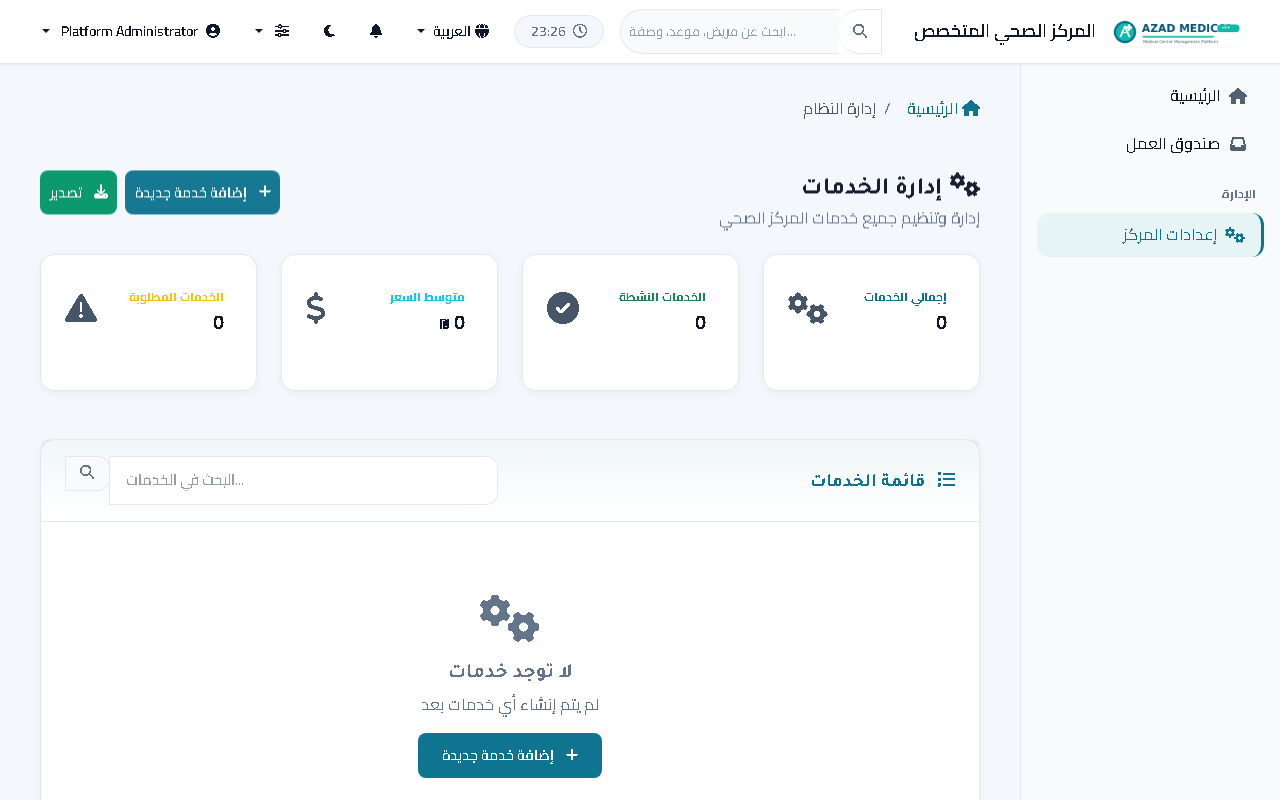 AZAD MEDIC
Medical Centre Management Platform
المركز الصحي المتخصص
ابحث عن مريض، موعد، وصفة...
23:26
العربية
Platform Administrator
الرئيسية
صندوق العمل
الإدارة
إعدادات المركز
الرئيسية / إدارة النظام
إدارة الخدمات
إدارة وتنظيم جميع خدمات المركز الصحي
إضافة خدمة جديدة
تصدير
إجمالي الخدمات
0
الخدمات النشطة
0
متوسط السعر
0 ₪
الخدمات المطلوبة
0
قائمة الخدمات
البحث في الخدمات...
لا توجد خدمات
لم يتم إنشاء أي خدمات بعد
إضافة خدمة جديدة